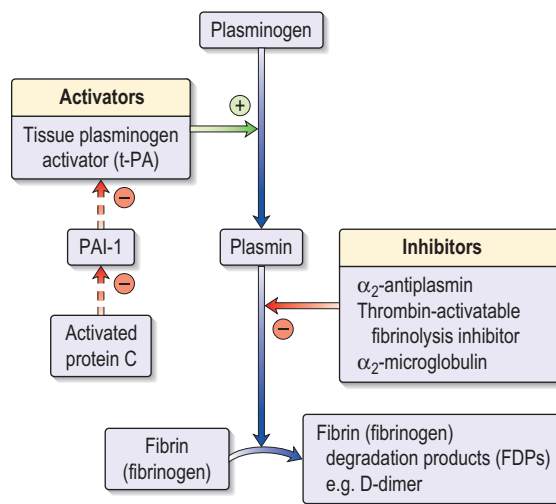 Plasminogen
Activators
+
Tissue plasminogen
activator (t-PA)
−
PAI-1
Plasmin
Inhibitors
−
α₂-antiplasmin
Thrombin-activatable
fibrinolysis inhibitor
α₂-microglobulin
−
Activated
protein C
Fibrin
(fibrinogen)
Fibrin (fibrinogen)
degradation products (FDPs)
e.g. D-dimer